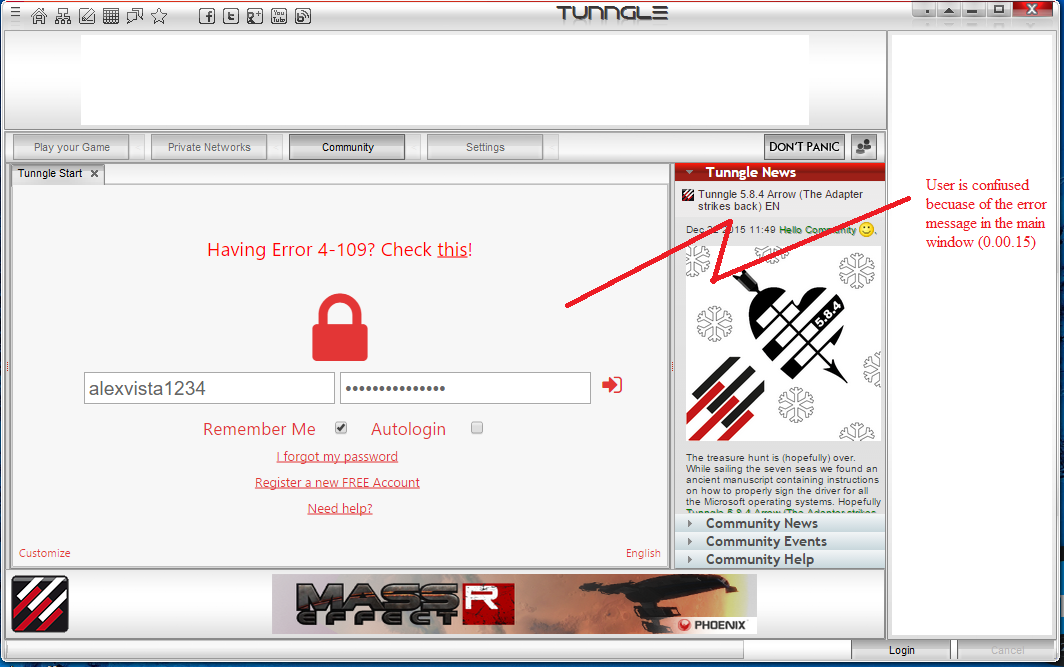 TUNNGLE
Play your Game
Private Networks
Community
Settings
DON'T PANIC
Tunngle Start
Having Error 4-109? Check this!
alexvista1234
Remember Me
Autologin
I forgot my password
Register a new FREE Account
Need help?
Customize
English
Tunngle News
Tunngle 5.8.4 Arrow (The Adapter
strikes back) EN
2015 11:49 Hello Community
5.8.4
The treasure hunt is (hopefully) over.
While sailing the seven seas we found an
ancient manuscript containing instructions
on how to properly sign the driver for all
the Microsoft operating systems. Hopefully
Tunngle 5.8.4 Arrow (The Adapter strikes
Community News
Community Events
Community Help
User is confiused
becuase of the error
message in the main
window (0.00.15)
MASS R
EFFECT
PHOENIX
Login
Cancel